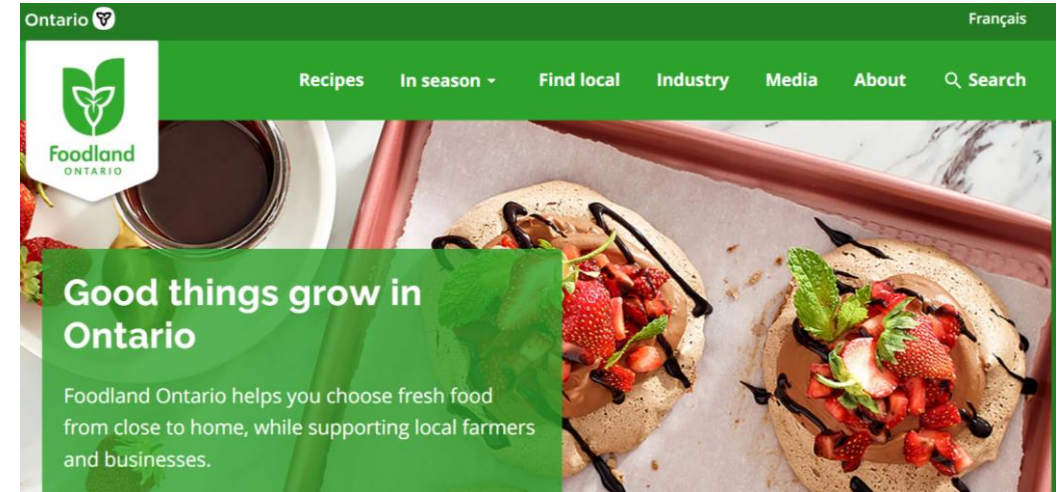 Ontario
Français
Foodland
ONTARIO
Recipes
In season
Find local
Industry
Media
About
Search
Good things grow in
Ontario
Foodland Ontario helps you choose fresh food
from close to home, while supporting local farmers
and businesses.